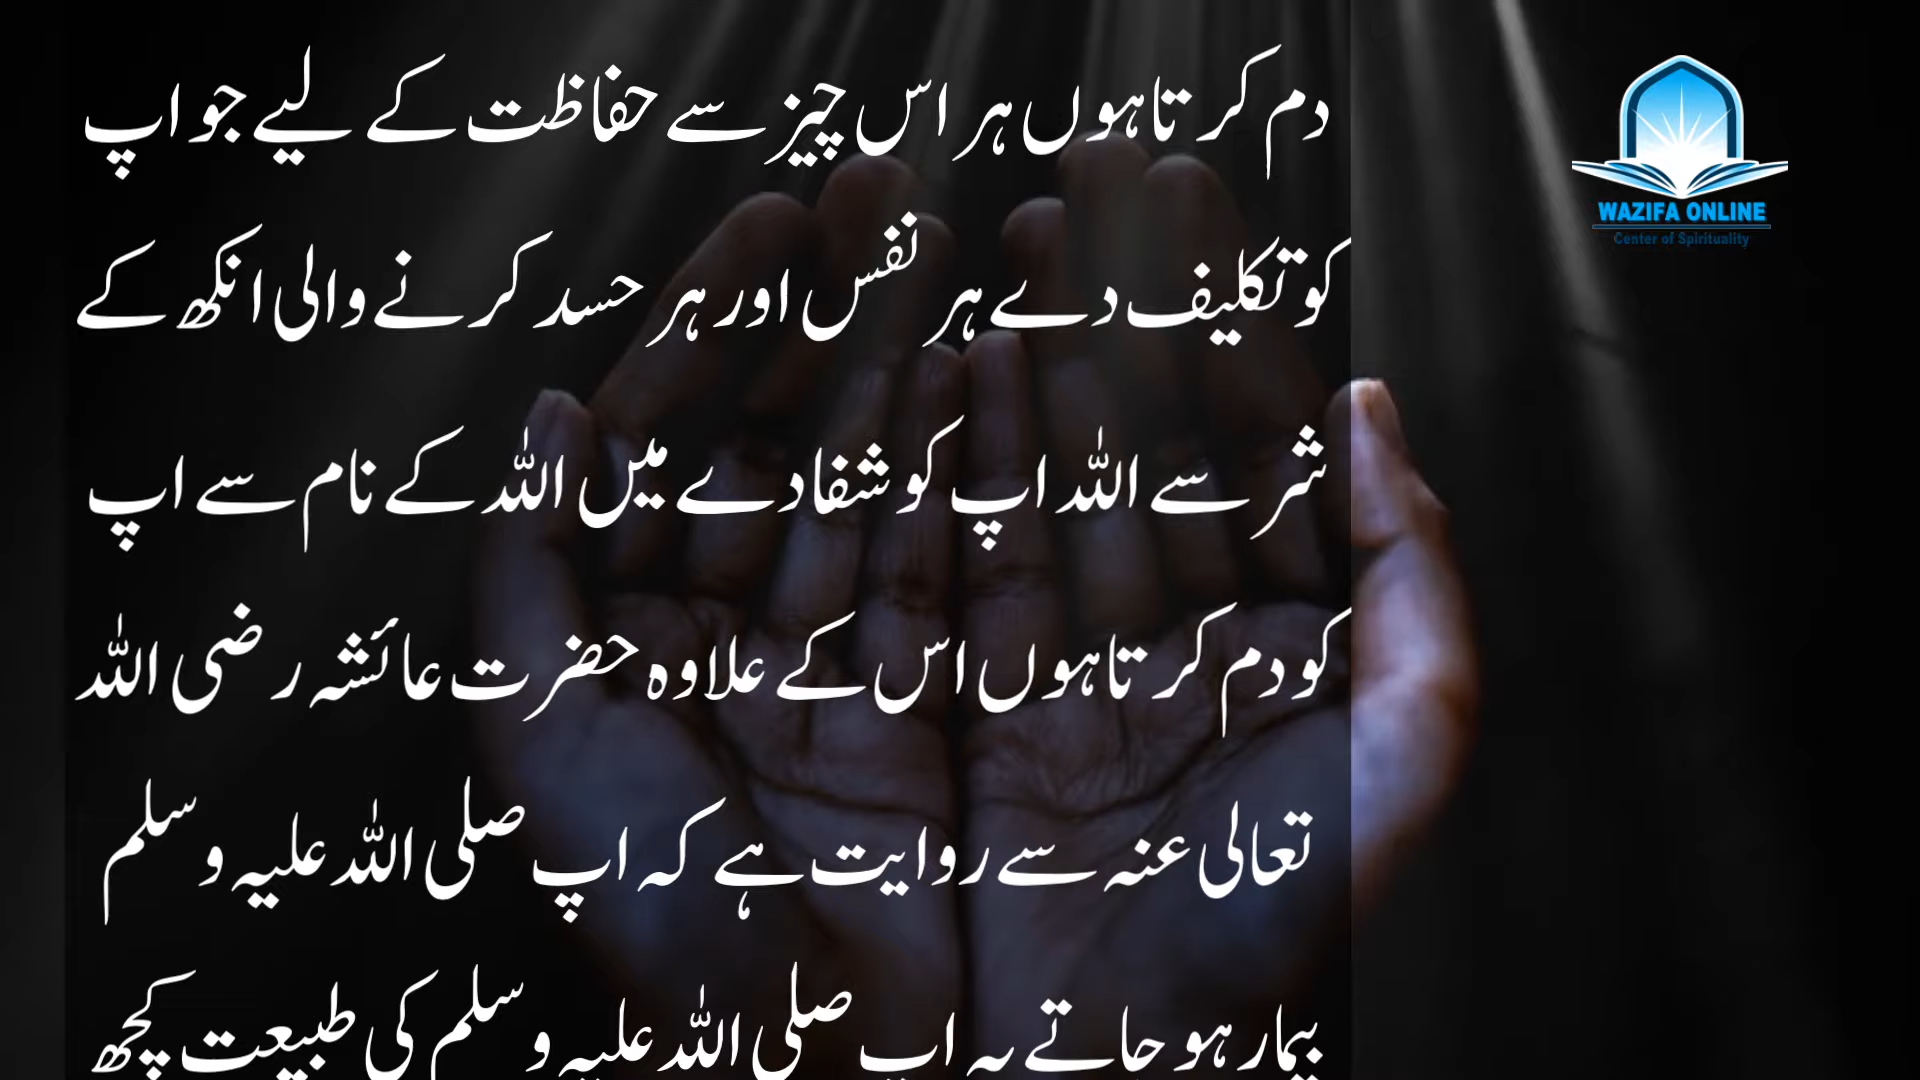 دم کرتا ہوں ہر اس چیز سے حفاظت کے لیے جو اپ
کو تکلیف دے ہر نفس اور ہر حسد کرنے والی انکھ کے
شر سے اللہ اپ کو شفا دے میں اللہ کے نام سے اپ
کو دم کرتا ہوں اس کے علاوہ حضرت عائشہ رضی اللہ
تعالی عنہ سے روایت ہے کہ اپ صلی اللہ علیہ وسلم
بیمار ہو جاتے یہ اپ صلی اللہ علیہ وسلم کی طبیعت کچھ
WAZIFA ONLINE
Center of Spirituality